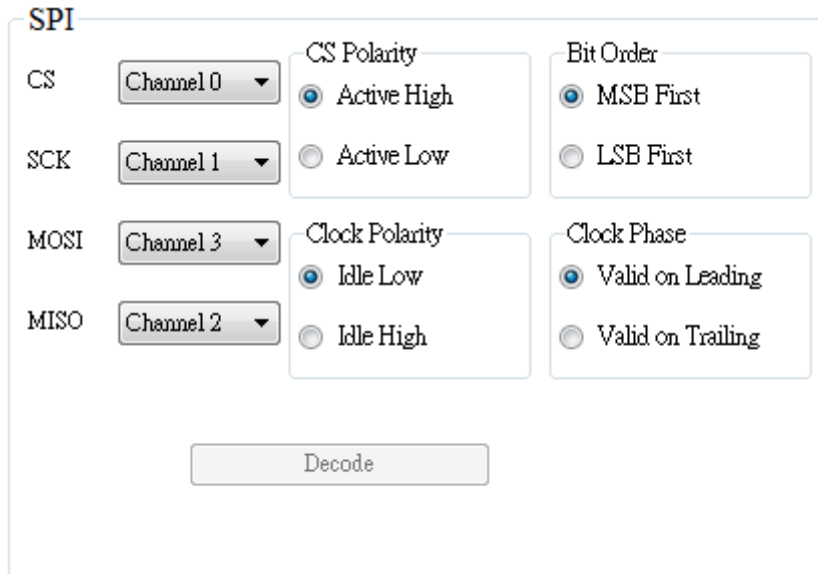 SPI
CS Channel 0
SCK Channel 1
MOSI Channel 3
MISO Channel 2
CS Polarity
Active High
Active Low
Bit Order
MSB First
LSB First
Clock Polarity
Idle Low
Idle High
Clock Phase
Valid on Leading
Valid on Trailing
Decode